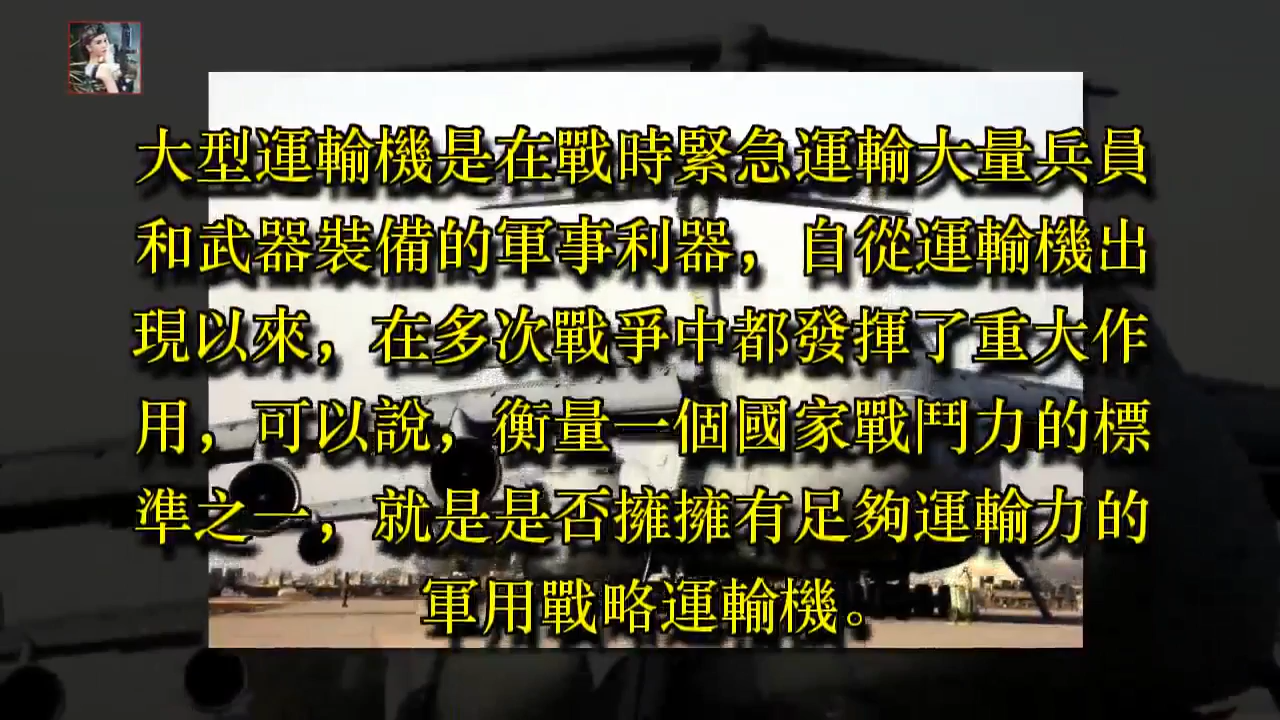 大型運輸機是在戰時緊急運輸大量兵員
和武器裝備的軍事利器，自從運輸機出
現以來，在多次戰爭中都發揮了重大作
用，可以說，衡量一個國家戰鬥力的標
準之一，就是是否擁擁有足夠運輸力的
軍用戰略運輸機。